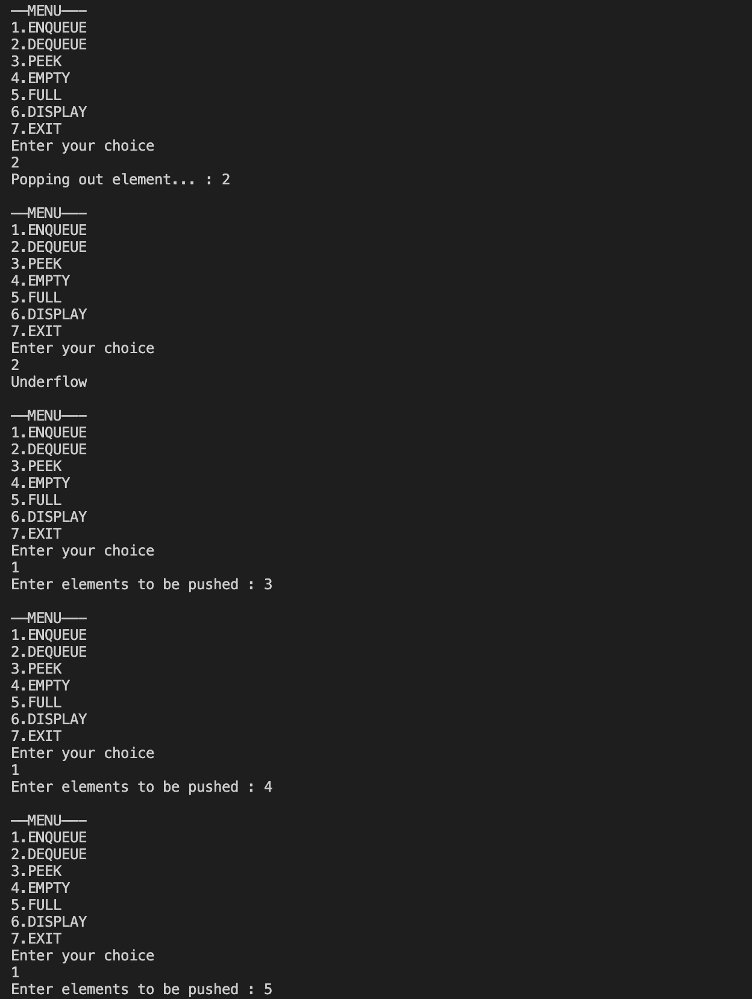 ——MENU———
1.ENQUEUE
2.DEQUEUE
3.PEEK
4.EMPTY
5.FULL
6.DISPLAY
7.EXIT
Enter your choice
2
Popping out element... : 2
——MENU———
1.ENQUEUE
2.DEQUEUE
3.PEEK
4.EMPTY
5.FULL
6.DISPLAY
7.EXIT
Enter your choice
2
Underflow
——MENU———
1.ENQUEUE
2.DEQUEUE
3.PEEK
4.EMPTY
5.FULL
6.DISPLAY
7.EXIT
Enter your choice
1
Enter elements to be pushed : 3
——MENU———
1.ENQUEUE
2.DEQUEUE
3.PEEK
4.EMPTY
5.FULL
6.DISPLAY
7.EXIT
Enter your choice
1
Enter elements to be pushed : 4
——MENU———
1.ENQUEUE
2.DEQUEUE
3.PEEK
4.EMPTY
5.FULL
6.DISPLAY
7.EXIT
Enter your choice
1
Enter elements to be pushed : 5